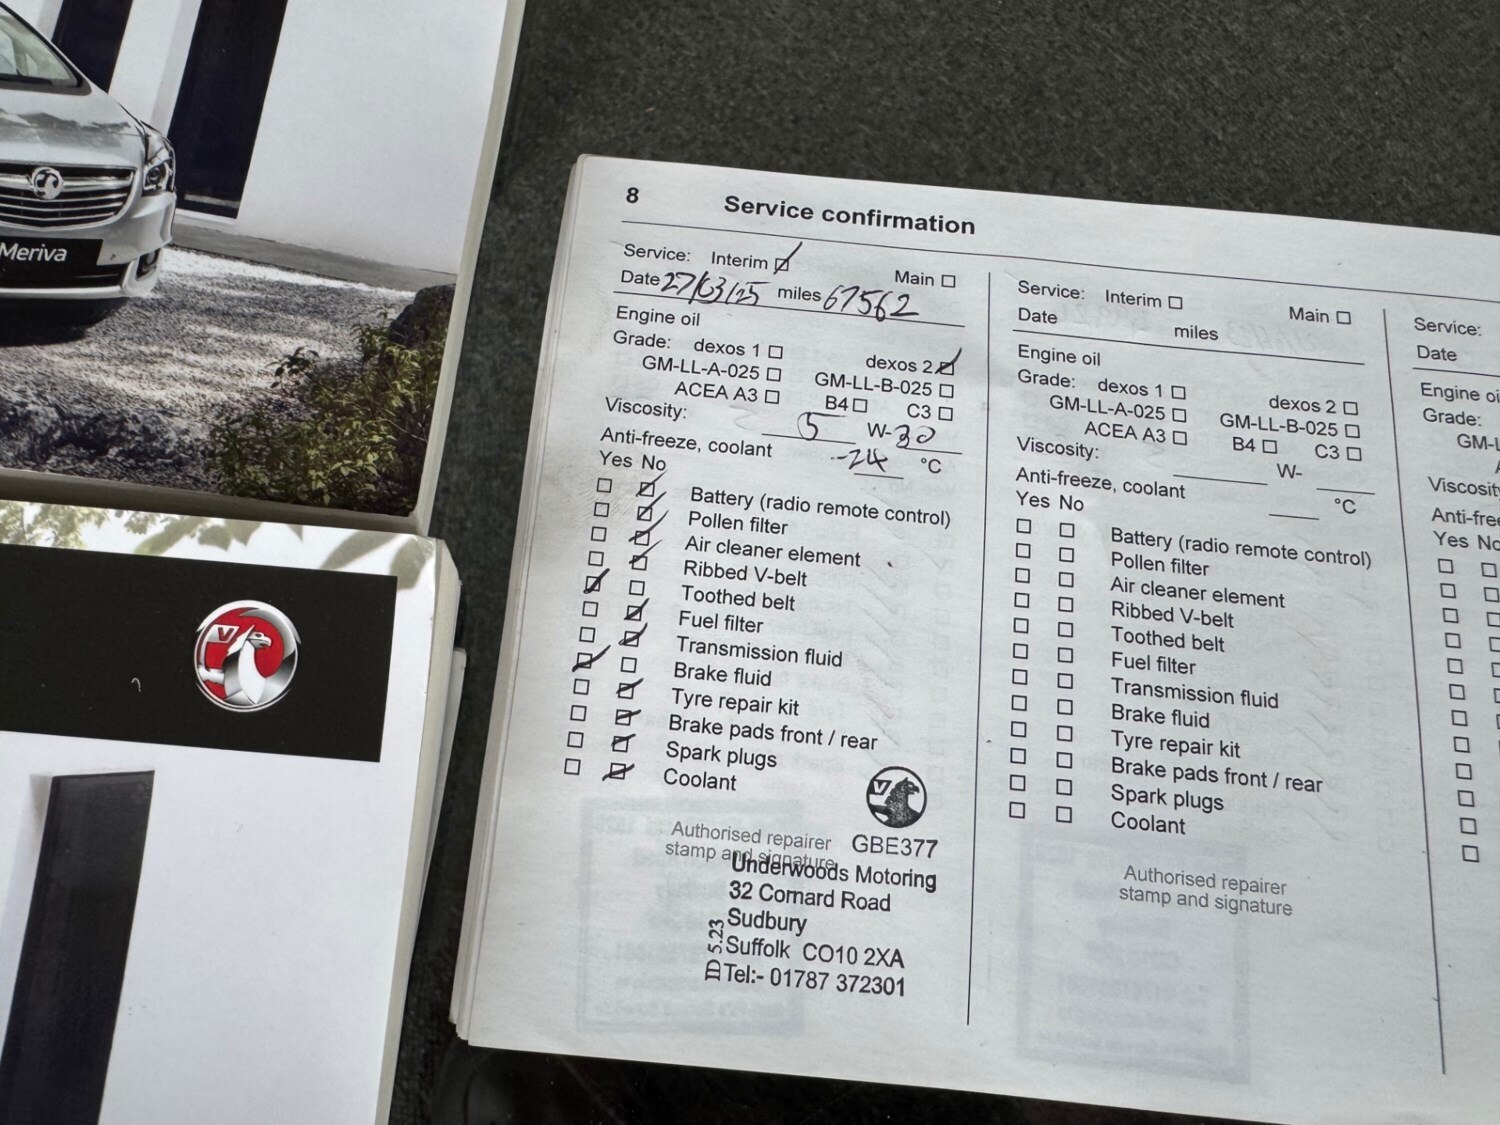 Meriva
8 Service confirmation
Service: Interim Main
Date 27/03/25 miles 67562
Engine oil
Grade: dexos 1 dexos 2
GM-LL-A-025 GM-LL-B-025
ACEA A3 B4 C3
Viscosity: 5 W-30
Anti-freeze, coolant -24 °C
Yes No
Battery (radio remote control)
Pollen filter
Air cleaner element
Ribbed V-belt
Toothed belt
Fuel filter
Transmission fluid
Brake fluid
Tyre repair kit
Brake pads front / rear
Spark plugs
Coolant
Authorised repairer
stamp and signature
V
GBE377
Underwoods Motoring
32 Cornard Road
Sudbury
Suffolk CO10 2XA
Tel:- 01787 372301
5.23
Service: Interim Main
Date miles
Engine oil
Grade: dexos 1 dexos 2
GM-LL-A-025 GM-LL-B-025
ACEA A3 B4 C3
Viscosity: W-
Anti-freeze, coolant °C
Yes No
Battery (radio remote control)
Pollen filter
Air cleaner element
Ribbed V-belt
Toothed belt
Fuel filter
Transmission fluid
Brake fluid
Tyre repair kit
Brake pads front / rear
Spark plugs
Coolant
Authorised repairer
stamp and signature
Service:
Date
Engine
Grade:
GM-
Viscosity
Anti-free
Yes No
V